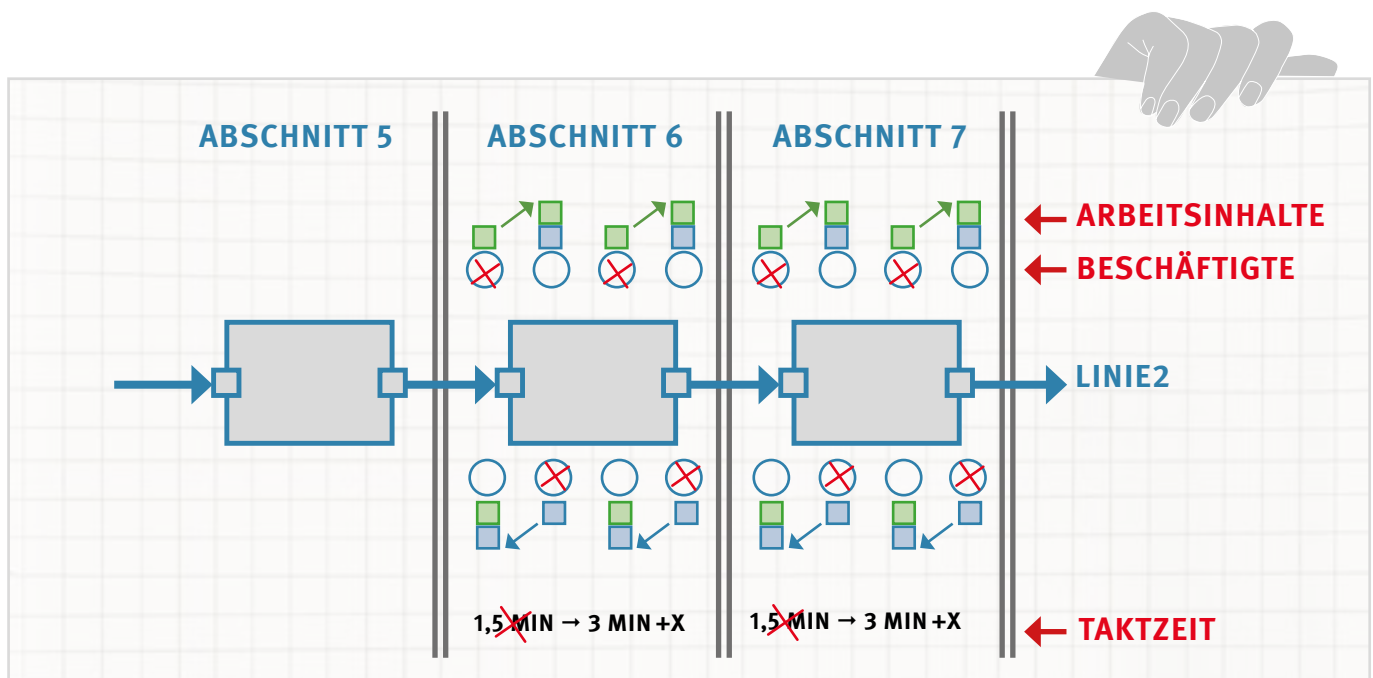 ABSCHNITT 5
ABSCHNITT 6
ABSCHNITT 7
ARBEITSINHALTE
BESCHÄFTIGTE
LINIE2
1,5 MIN → 3 MIN +X
1,5 MIN → 3 MIN +X
TAKTZEIT